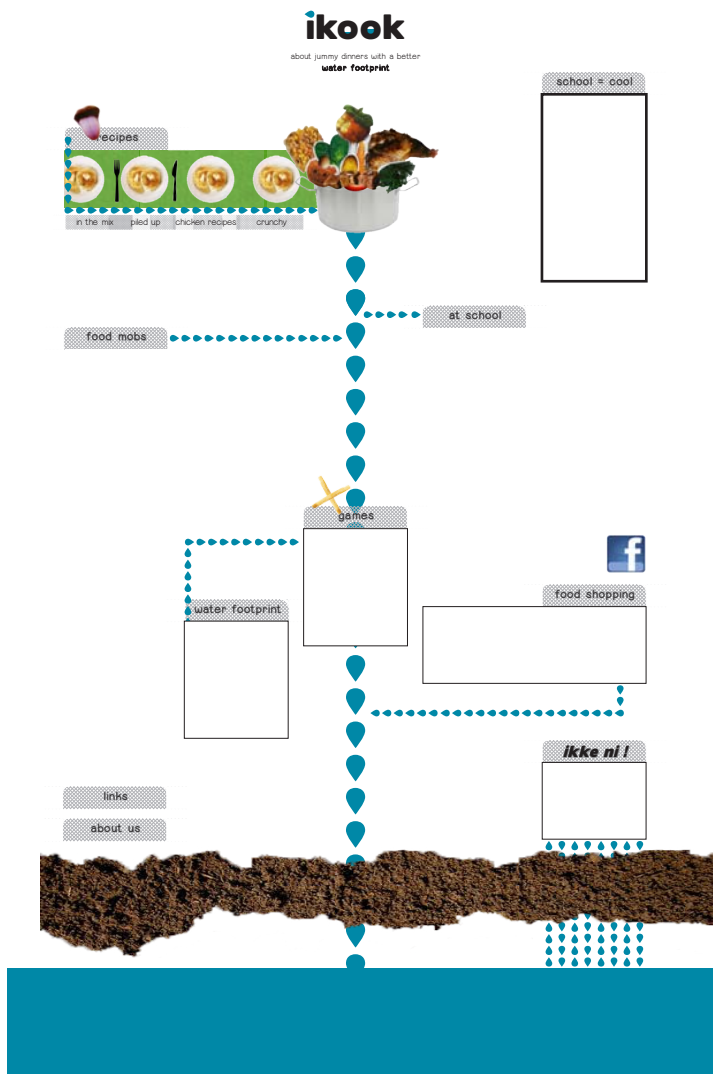 ikook
about jummy dinners with a better
water footprint
school = cool
recipes
in the mix piled up chicken recipes crunchy
at school
food mobs
games
f
food shopping
water footprint
ikke ni !
links
about us